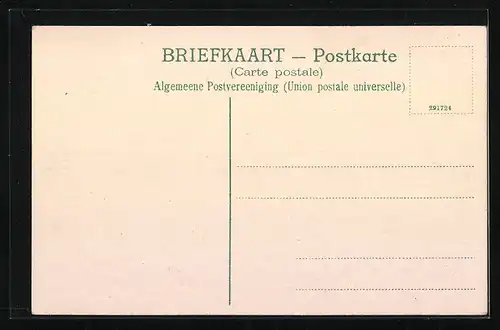 BRIEFKAART — Postkarte
(Carte postale)
Algemeene Postvereeniging (Union postale universelle)
291724